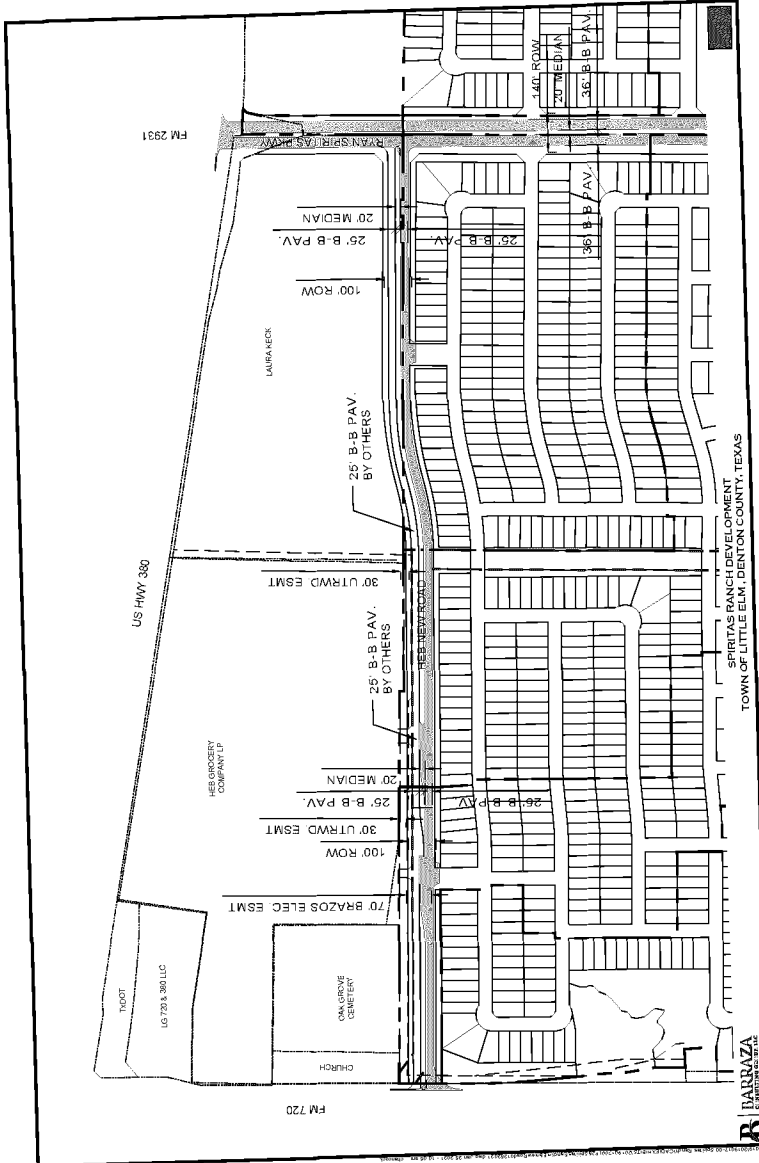 FM 2931
RYAN SPIRITAS PKWY
140' ROW
20' MEDIAN
36' B-B PAV.
36' B-B PAV.
20' MEDIAN
25' B-B PAV.
25' B-B PAV.
100' ROW
LAURA KECK
25' B-B PAV.
BY OTHERS
US HWY 380
30' UTRWD ESMT
HEB NEW ROAD
25' B-B PAV.
BY OTHERS
HEB GROCERY
COMPANY LP
20' MEDIAN
25' B-B PAV.
25' B-B PAV
30' UTRWD ESMT
100' ROW
70' BRAZOS ELEC. ESMT
TxDOT
LG 720 & 380 LLC
OAK GROVE
CEMETERY
CHURCH
FM 720
SPIRITAS RANCH DEVELOPMENT
TOWN OF LITTLE ELM, DENTON COUNTY, TEXAS
BARRAZA
CONSULTING GROUP, LLC